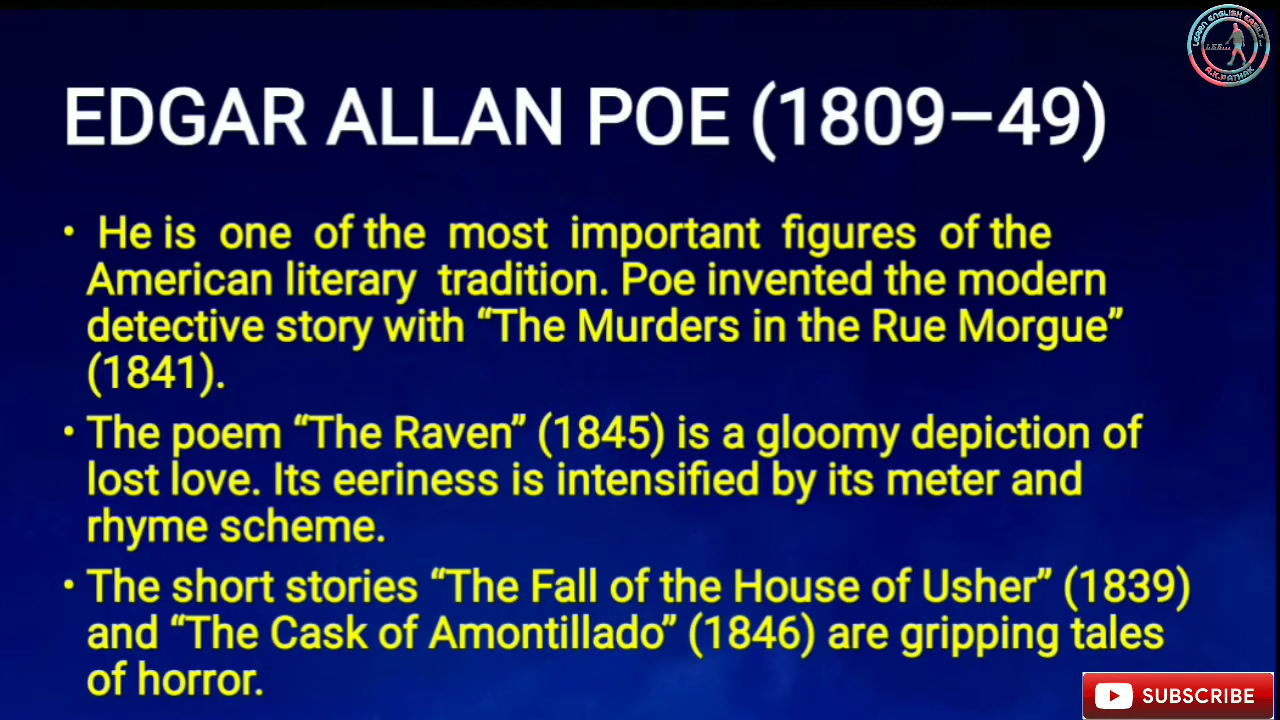 LEARN ENGLISH EASILY
A.K.PATHAK
EDGAR ALLAN POE (1809–49)
• He is one of the most important figures of the
American literary tradition. Poe invented the modern
detective story with “The Murders in the Rue Morgue”
(1841).
• The poem “The Raven” (1845) is a gloomy depiction of
lost love. Its eeriness is intensified by its meter and
rhyme scheme.
• The short stories “The Fall of the House of Usher” (1839)
and “The Cask of Amontillado” (1846) are gripping tales
of horror.
SUBSCRIBE